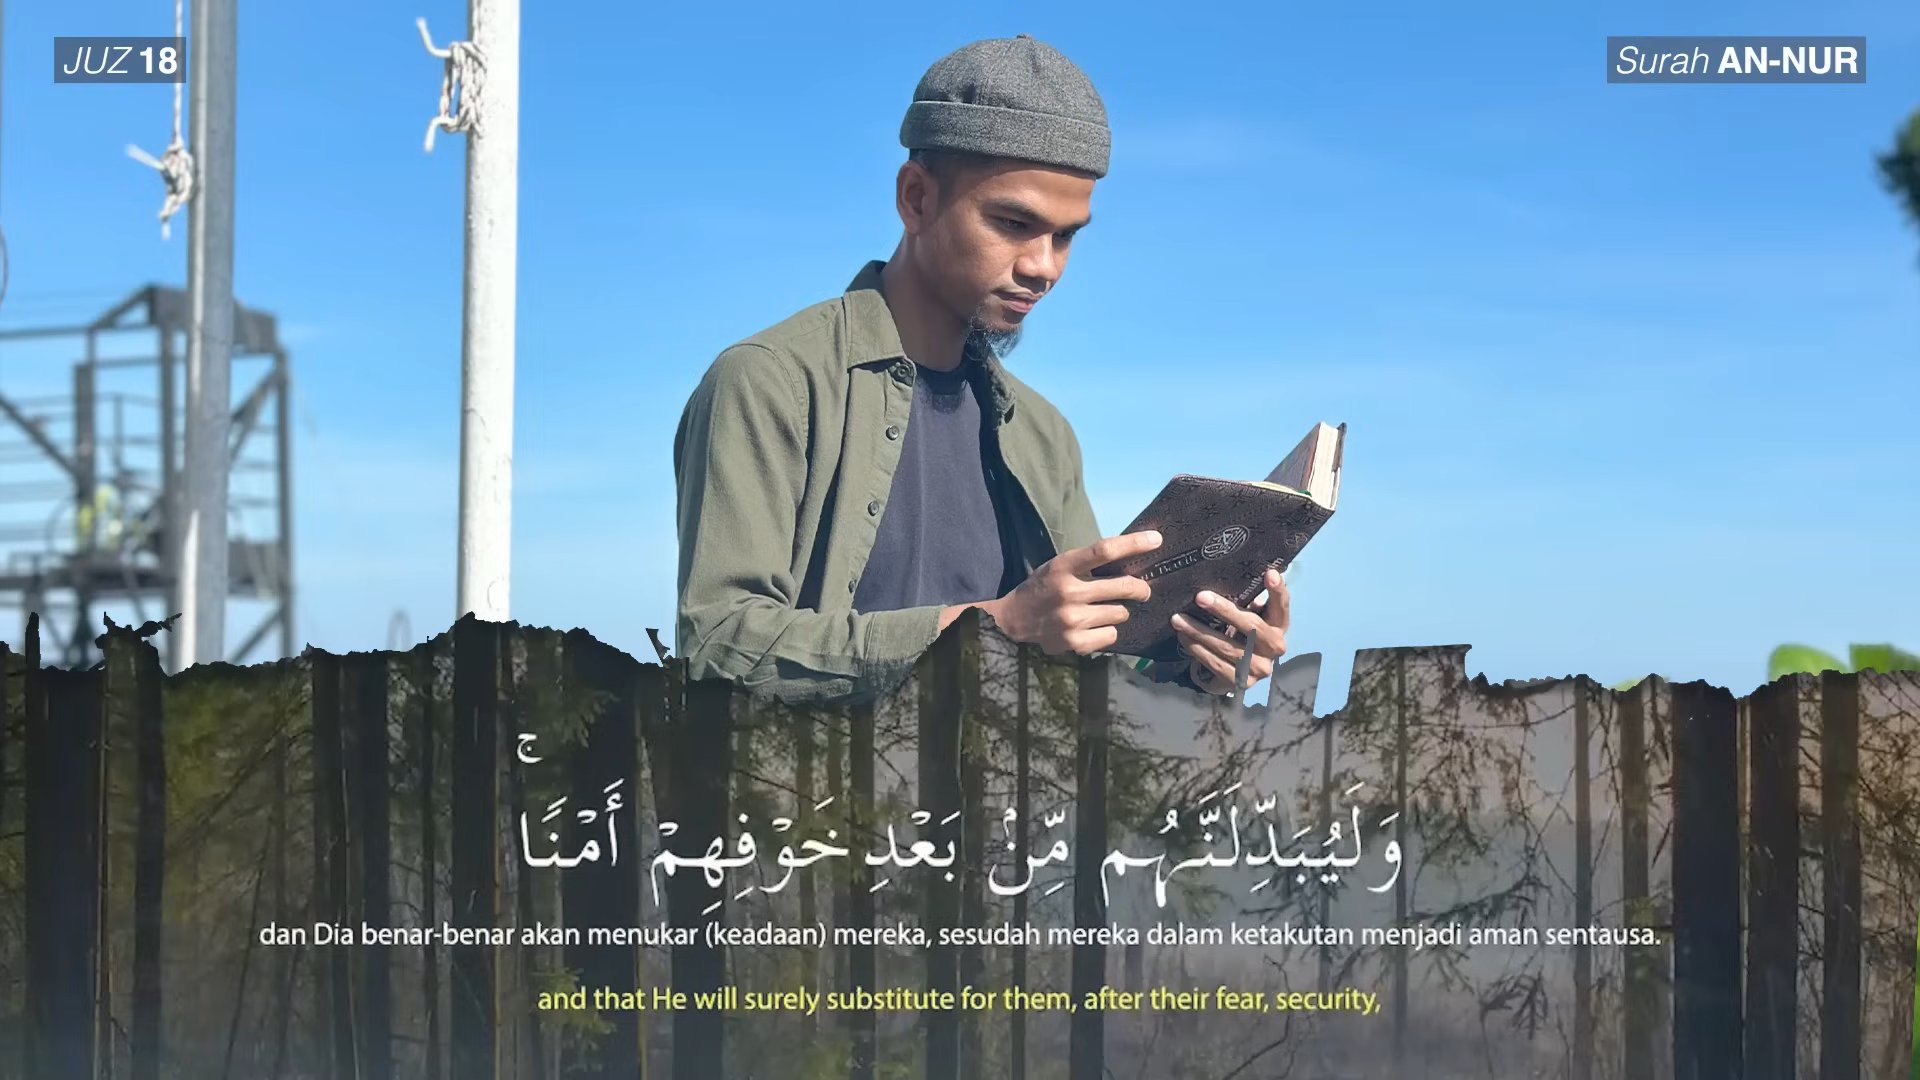 JUZ 18
Surah AN-NUR
وَلَيُبَدِّلَنَّهُم مِّنۢ بَعْدِ خَوْفِهِمْ أَمْنًا ۚ
dan Dia benar-benar akan menukar (keadaan) mereka, sesudah mereka dalam ketakutan menjadi aman sentausa.
and that He will surely substitute for them, after their fear, security,